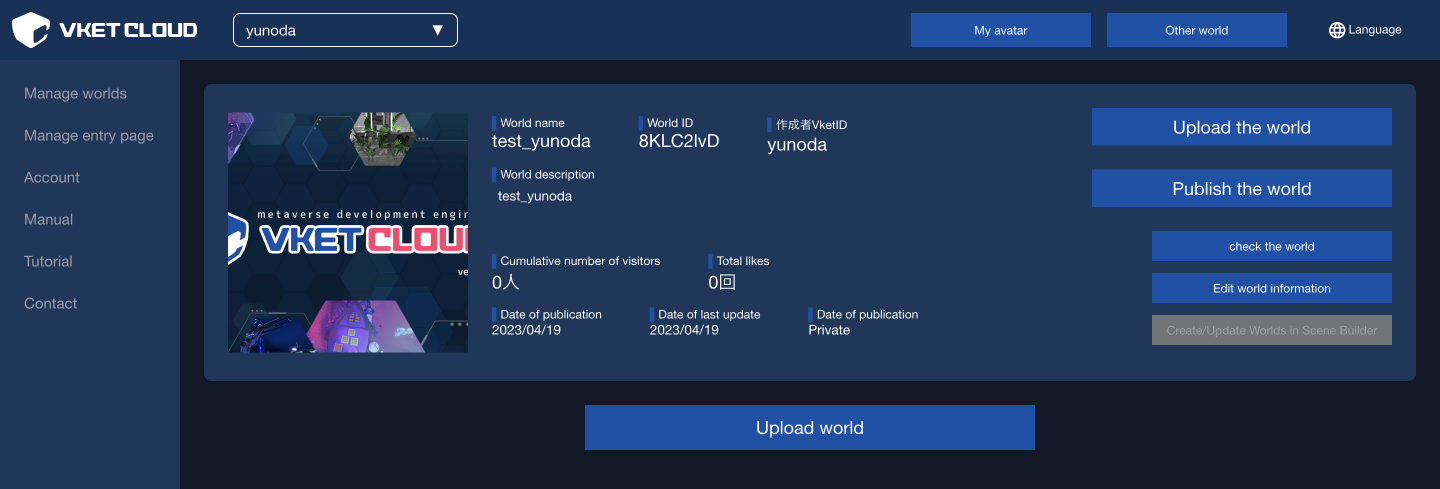 VKET CLOUD
yunoda ▼
My avatar
Other world
Language
Manage worlds
Manage entry page
Account
Manual
Tutorial
Contact
metaverse development engin
VKET CLOU
ve
World name
test_yunoda
World ID
8KLC2lvD
作成者VketID
yunoda
World description
test_yunoda
Cumulative number of visitors
0人
Total likes
0回
Date of publication
2023/04/19
Date of last update
2023/04/19
Date of publication
Private
Upload the world
Publish the world
check the world
Edit world information
Create/Update Worlds in Scene Builder
Upload world